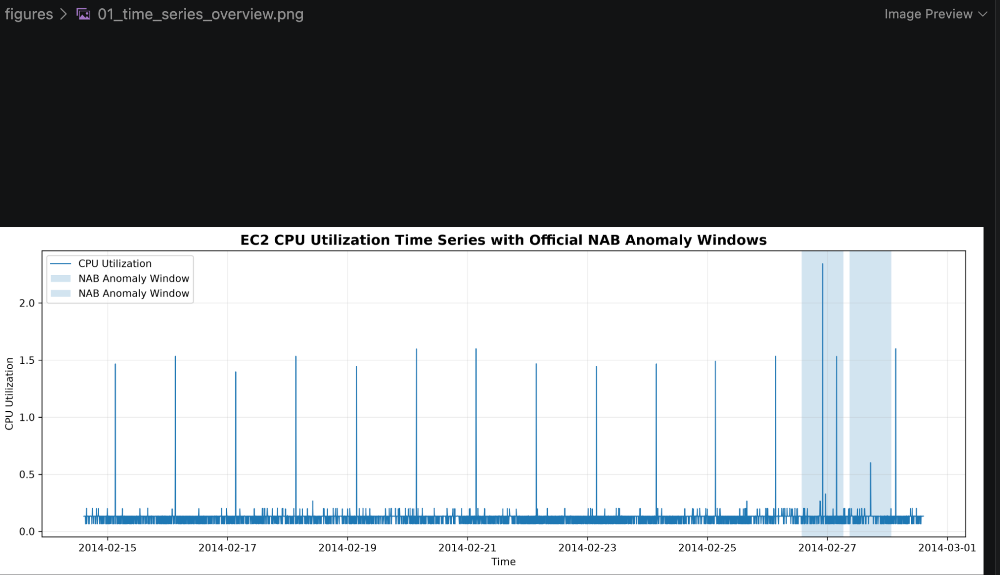 figures > 01_time_series_overview.png
Image Preview
EC2 CPU Utilization Time Series with Official NAB Anomaly Windows
CPU Utilization
NAB Anomaly Window
NAB Anomaly Window
CPU Utilization
2.0
1.5
1.0
0.5
0.0
2014-02-15 2014-02-17 2014-02-19 2014-02-21 2014-02-23 2014-02-25 2014-02-27 2014-03-01
Time